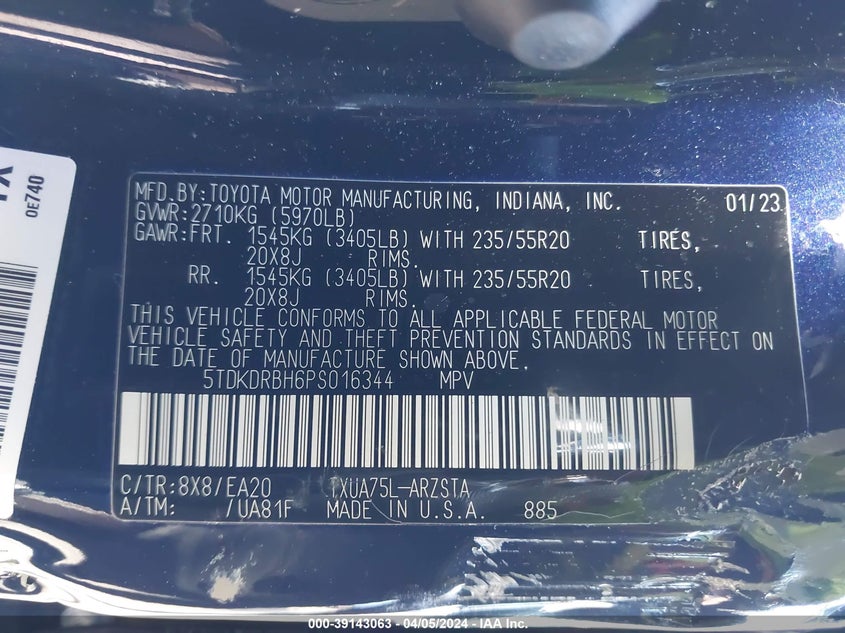 0E740
MFD.BY:TOYOTA MOTOR MANUFACTURING, INDIANA, INC. 01/23
GVWR:2710KG (5970LB)
GAWR:FRT. 1545KG (3405LB) WITH 235/55R20 TIRES,
20X8J RIMS.
RR. 1545KG (3405LB) WITH 235/55R20 TIRES,
20X8J RIMS.
THIS VEHICLE CONFORMS TO ALL APPLICABLE FEDERAL MOTOR
VEHICLE SAFETY AND THEFT PREVENTION STANDARDS IN EFFECT ON
THE DATE OF MANUFACTURE SHOWN ABOVE.
5TDKDRBH6PS016344 MPV
C/TR:8X8/EA20 TXUA75L-ARZSTA
A/TM: /UA81F MADE IN U.S.A. 885
000-39143063 - 04/05/2024 - IAA Inc.